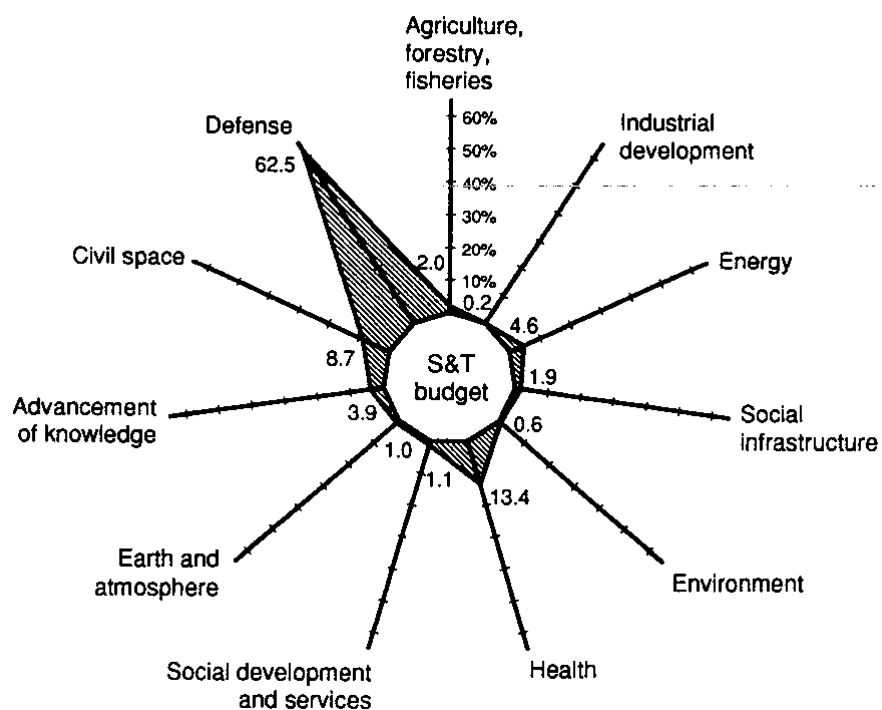 Agriculture,
forestry,
fisheries
60%
50%
40%
30%
20%
10%
2.0
Industrial
development
0.2
Energy
4.6
Social
infrastructure
1.9
Environment
0.6
Health
13.4
Social development
and services
1.1
Earth and
atmosphere
1.0
Advancement
of knowledge
3.9
Civil space
8.7
Defense
62.5
S&T
budget